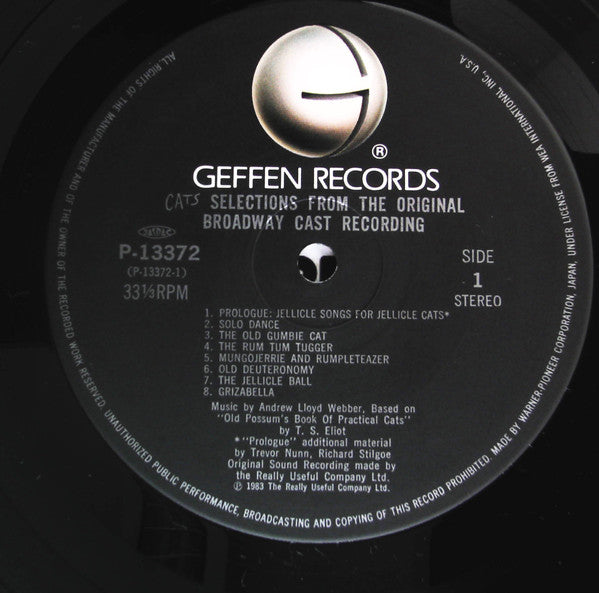 ®
GEFFEN RECORDS
CATS SELECTIONS FROM THE ORIGINAL
BROADWAY CAST RECORDING
P-13372
(P-13372-1)
33⅓RPM
SIDE
1
STEREO
1. PROLOGUE: JELLICLE SONGS FOR JELLICLE CATS*
2. SOLO DANCE
3. THE OLD GUMBIE CAT
4. THE RUM TUM TUGGER
5. MUNGOJERRIE AND RUMPLETEAZER
6. OLD DEUTERONOMY
7. THE JELLICLE BALL
8. GRIZABELLA
Music by Andrew Lloyd Webber, Based on
"Old Possum's Book Of Practical Cats"
by T. S. Eliot
*"Prologue" additional material
by Trevor Nunn, Richard Stilgoe
Original Sound Recording made by
the Really Useful Company Ltd.
℗ 1983 The Really Useful Company Ltd.
ALL RIGHTS OF THE MANUFACTURER AND OF THE OWNER OF THE RECORDED WORK RESERVED. UNAUTHORIZED PUBLIC PERFORMANCE, BROADCASTING AND COPYING OF THIS RECORD PROHIBITED. MADE BY WARNER-PIONEER CORPORATION, JAPAN, UNDER LICENSE FROM WEA INTERNATIONAL INC., U.S.A.